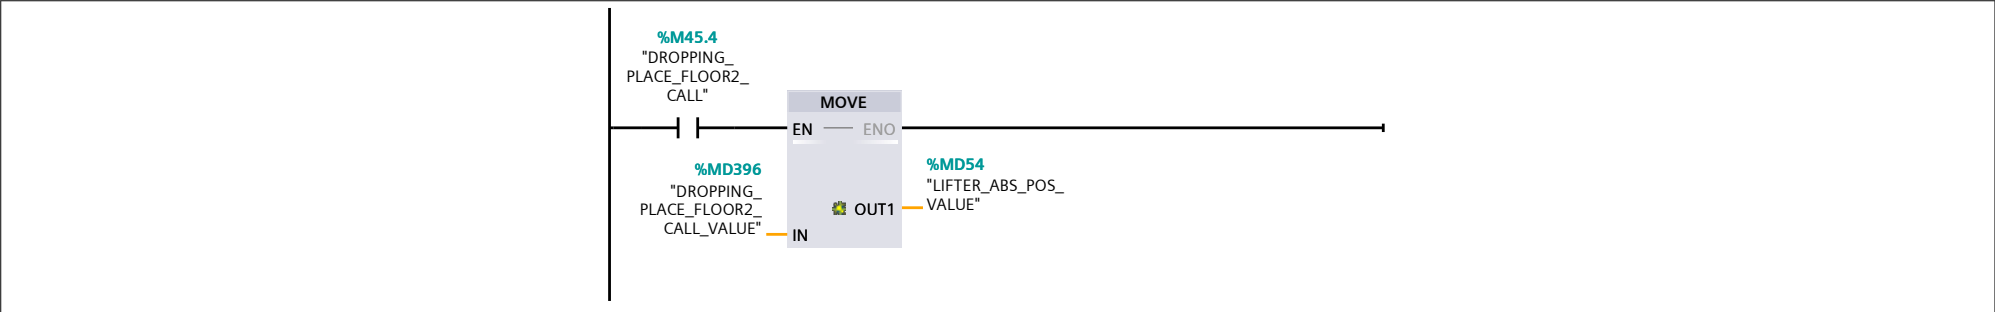 %M45.4
"DROPPING_
PLACE_FLOOR2_
CALL"
MOVE
EN
ENO
%MD396
"DROPPING_
PLACE_FLOOR2_
CALL_VALUE"
IN
OUT1
%MD54
"LIFTER_ABS_POS_
VALUE"